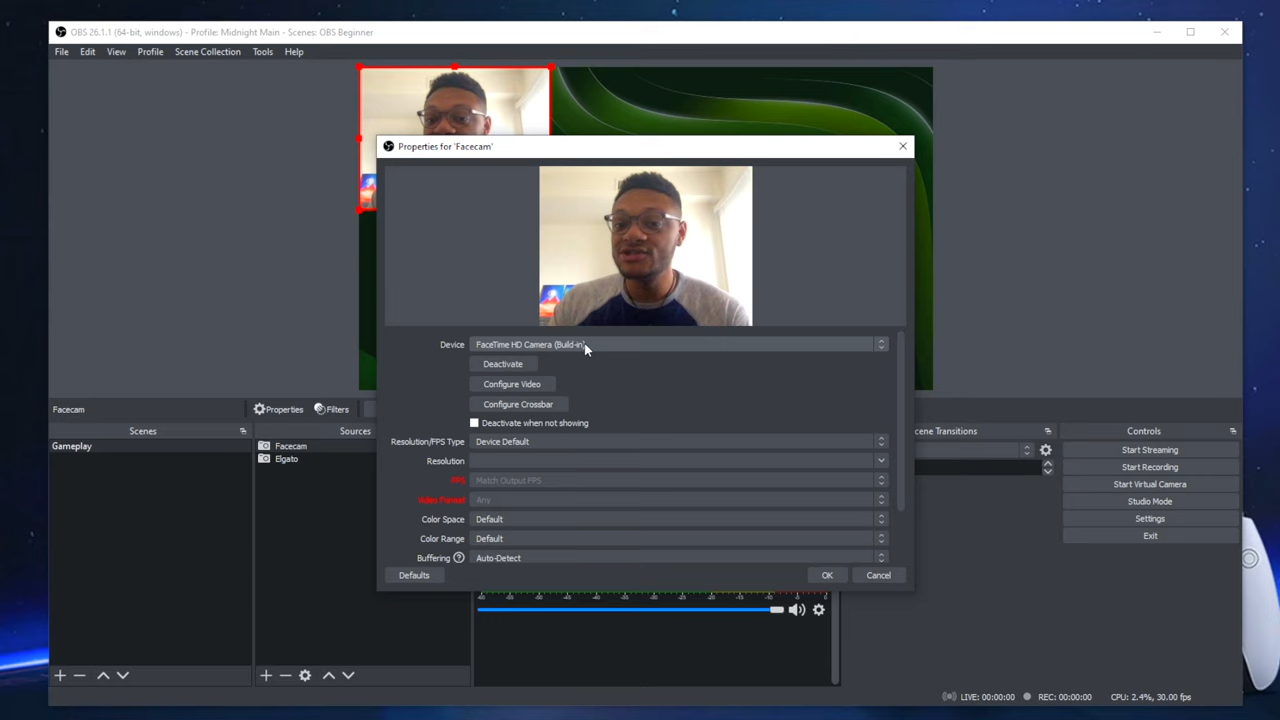 OBS 26.1.1 (64-bit, windows) - Profile: Midnight Main - Scenes: OBS Beginner
File Edit View Profile Scene Collection Tools Help
Properties for 'Facecam'
Device FaceTime HD Camera (Build-in)
Deactivate
Configure Video
Configure Crossbar
Deactivate when not showing
Resolution/FPS Type Device Default
Resolution
FPS Match Output FPS
Video Format Any
Color Space Default
Color Range Default
Buffering ? Auto-Detect
Defaults OK Cancel
Facecam Properties Filters
Scenes Sources cene Transitions Controls
Gameplay
Facecam
Elgato
Start Streaming
Start Recording
Start Virtual Camera
Studio Mode
Settings
Exit
LIVE: 00:00:00 REC: 00:00:00 CPU: 2.4%, 30.00 fps